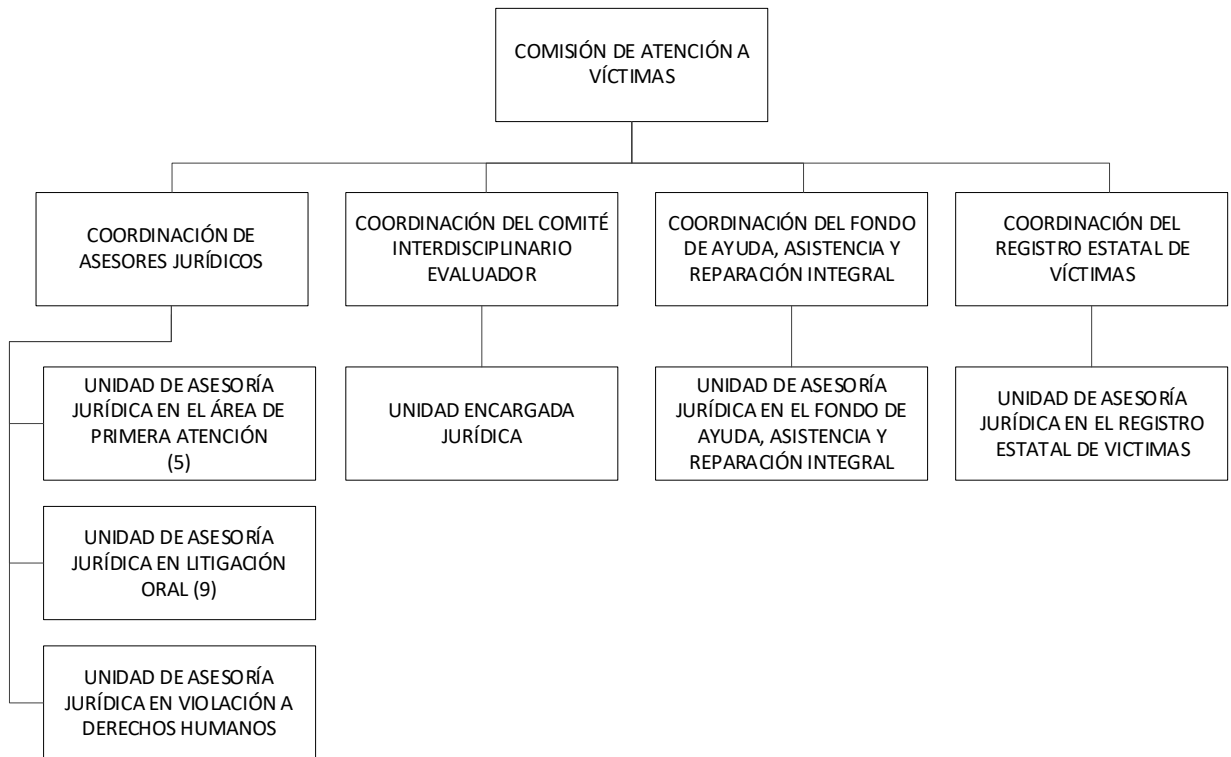 COMISIÓN DE ATENCIÓN A
VÍCTIMAS
COORDINACIÓN DE
ASESORES JURÍDICOS
COORDINACIÓN DEL COMITÉ
INTERDISCIPLINARIO
EVALUADOR
COORDINACIÓN DEL FONDO
DE AYUDA, ASISTENCIA Y
REPARACIÓN INTEGRAL
COORDINACIÓN DEL
REGISTRO ESTATAL DE
VÍCTIMAS
UNIDAD DE ASESORÍA
JURÍDICA EN EL ÁREA DE
PRIMERA ATENCIÓN
(5)
UNIDAD ENCARGADA
JURÍDICA
UNIDAD DE ASESORÍA
JURÍDICA EN EL FONDO DE
AYUDA, ASISTENCIA Y
REPARACIÓN INTEGRAL
UNIDAD DE ASESORÍA
JURÍDICA EN EL REGISTRO
ESTATAL DE VICTIMAS
UNIDAD DE ASESORÍA
JURÍDICA EN LITIGACIÓN
ORAL (9)
UNIDAD DE ASESORÍA
JURÍDICA EN VIOLACIÓN A
DERECHOS HUMANOS